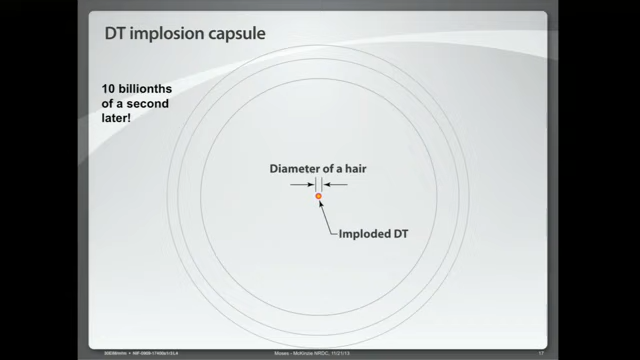 DT implosion capsule
10 billionths
of a second
later!
Diameter of a hair
Imploded DT
Moses - McKinzie NRDC, 11/21/13
17